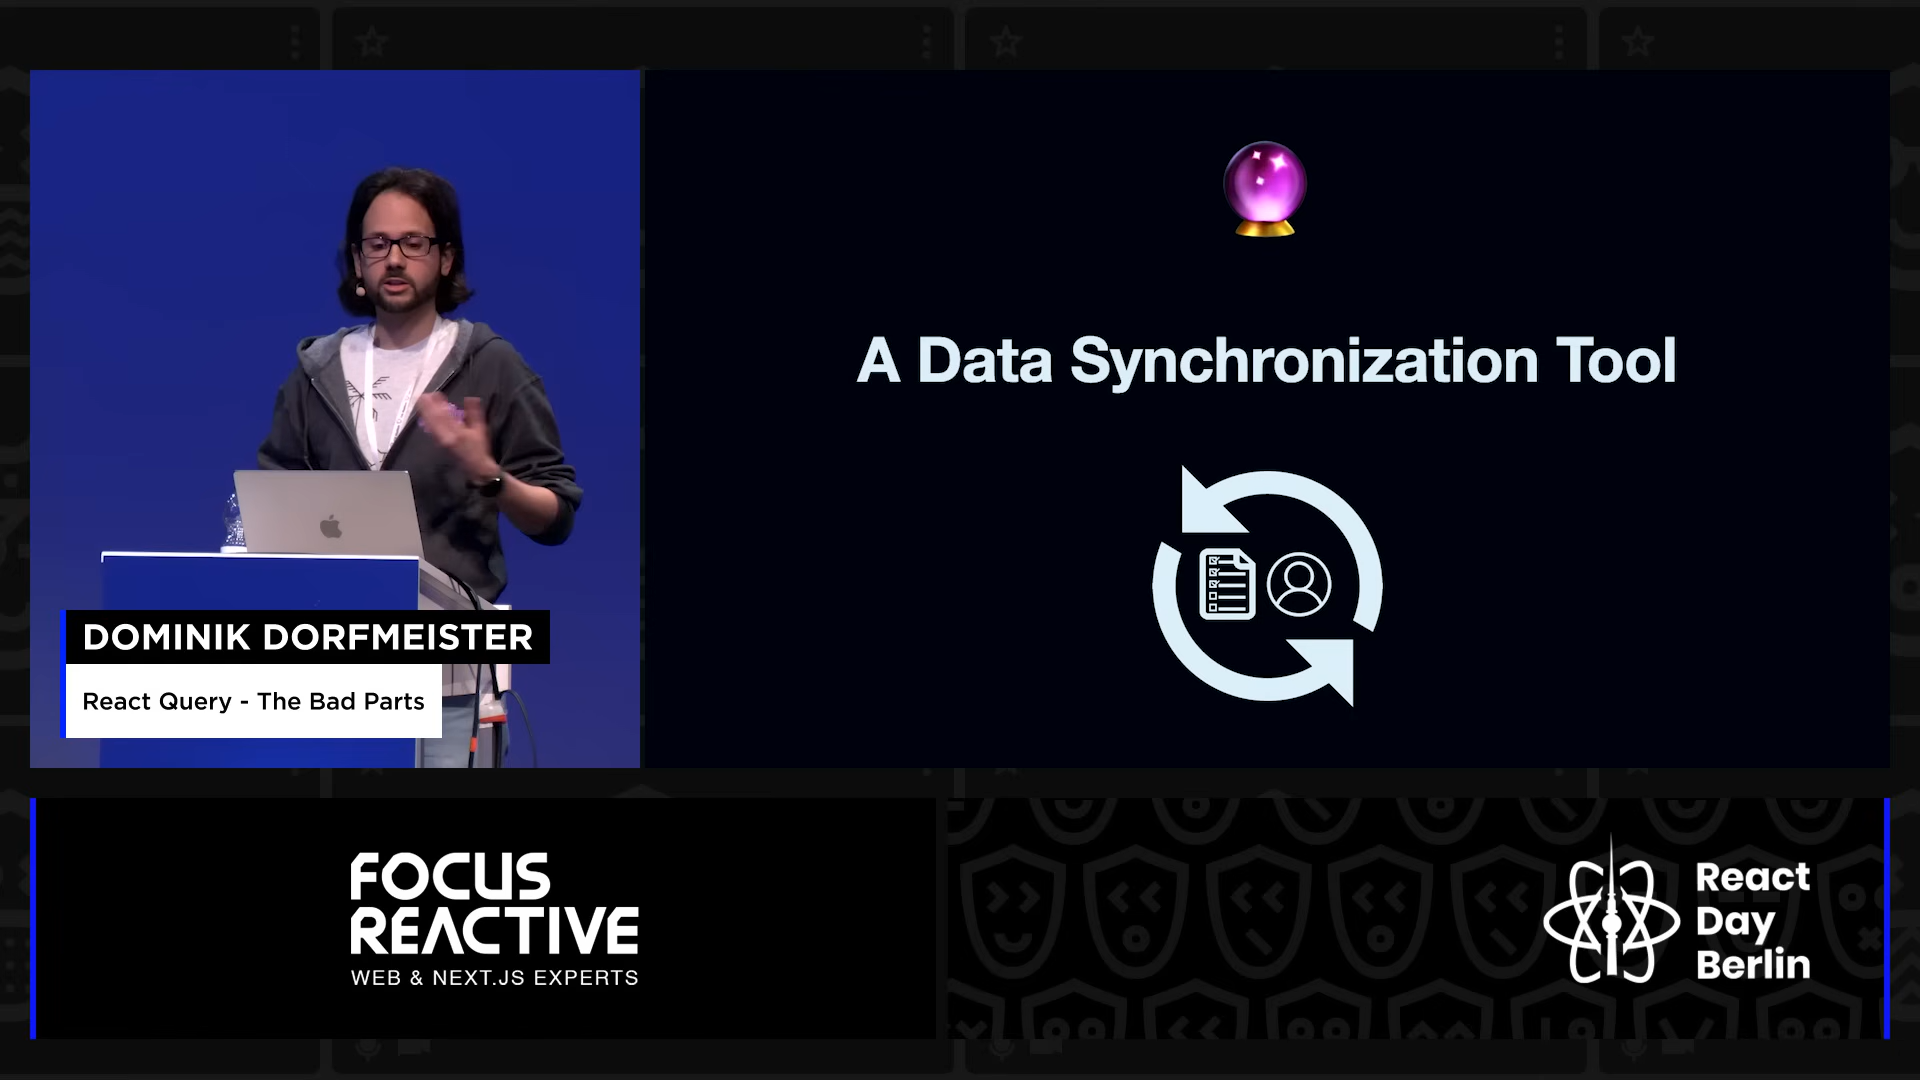 A Data Synchronization Tool
DOMINIK DORFMEISTER
React Query - The Bad Parts
FOCUS
REACTIVE
WEB & NEXT.JS EXPERTS
React
Day
Berlin